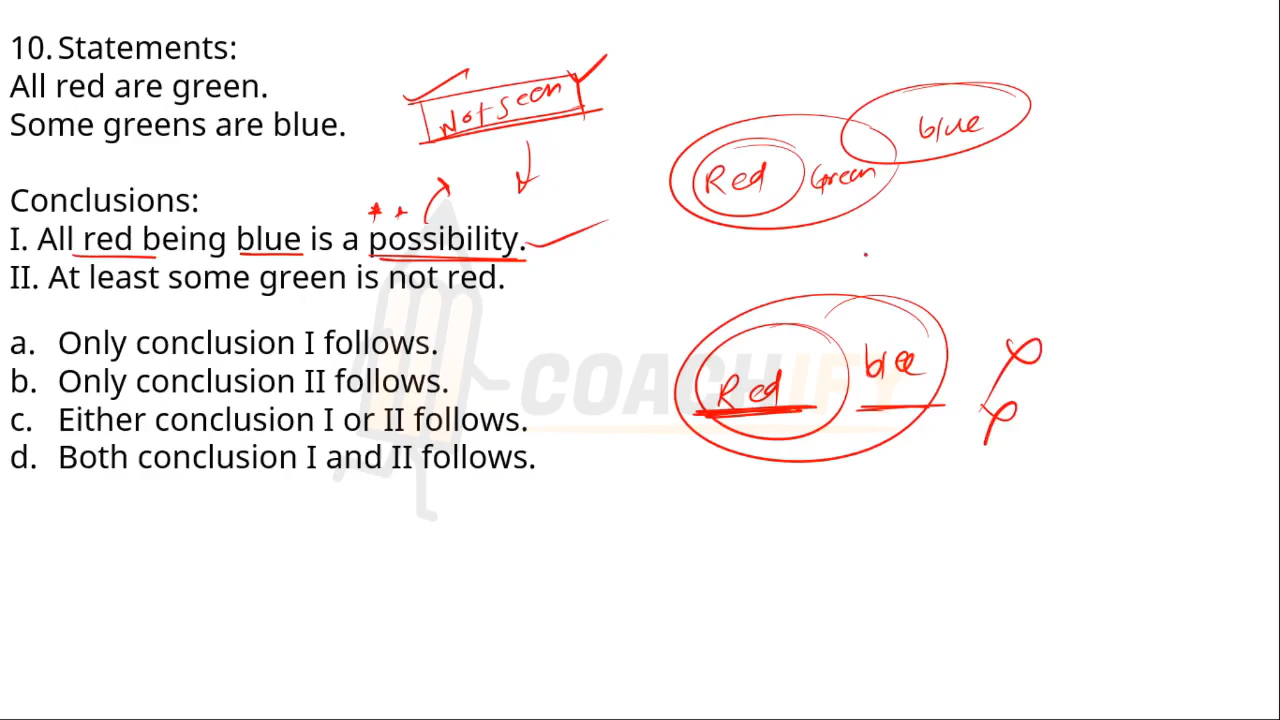 10. Statements:
All red are green.
Some greens are blue.
Not seen
Red Green blue
Conclusions:
I. All red being blue is a possibility.
II. At least some green is not red.
a. Only conclusion I follows.
b. Only conclusion II follows.
c. Either conclusion I or II follows.
d. Both conclusion I and II follows.
Red
COACHIFY